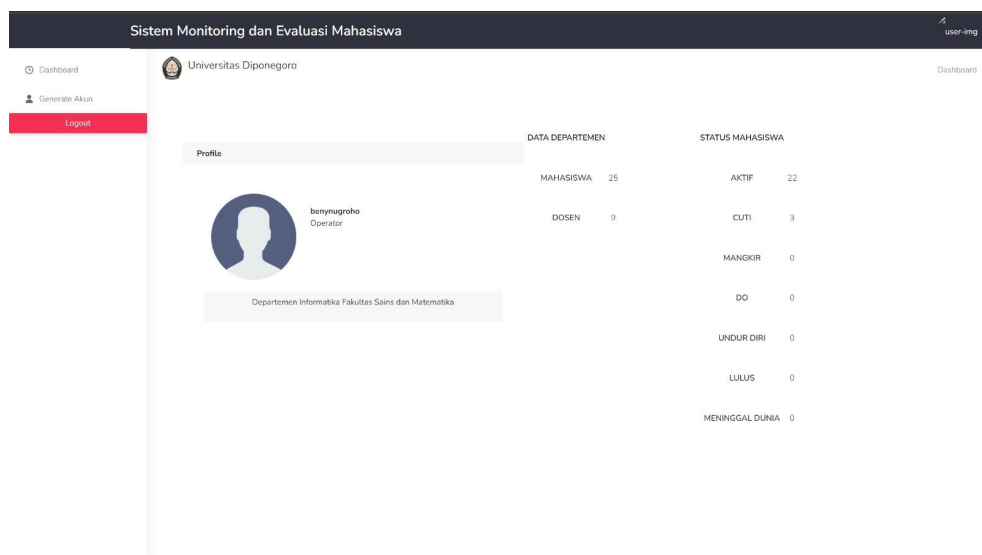 Sistem Monitoring dan Evaluasi Mahasiswa
user-img
Dashboard
Generate Akun
Logout
Universitas Diponegoro
Dashboard
Profile
benynugroho
Operator
Departemen Informatika Fakultas Sains dan Matematika
DATA DEPARTEMEN
MAHASISWA 25
DOSEN 9
STATUS MAHASISWA
AKTIF 22
CUTI 3
MANGKIR 0
DO 0
UNDUR DIRI 0
LULUS 0
MENINGGAL DUNIA 0